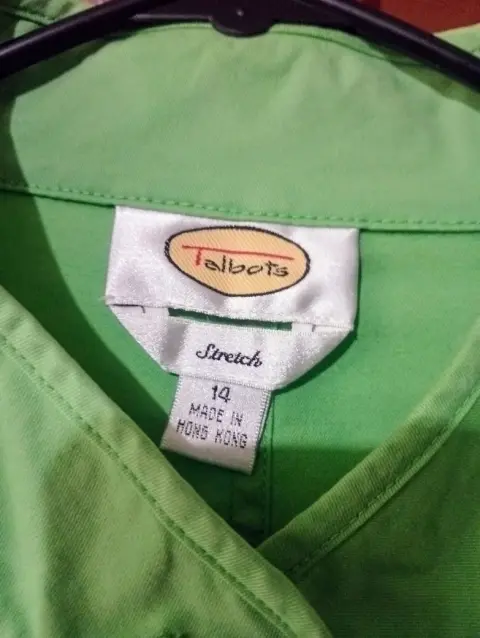 Talbots
Stretch
14
MADE IN
HONG KONG